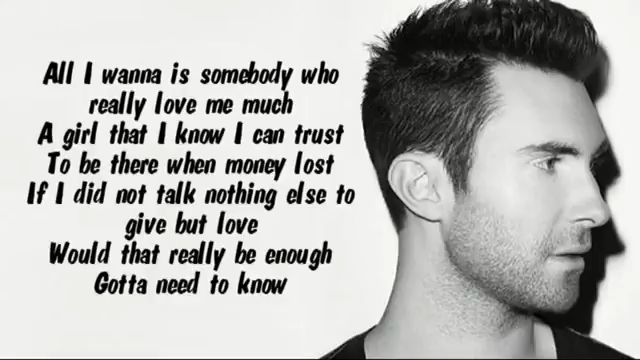 All I wanna is somebody who
really love me much
A girl that I know I can trust
To be there when money lost
If I did not talk nothing else to
give but love
Would that really be enough
Gotta need to know